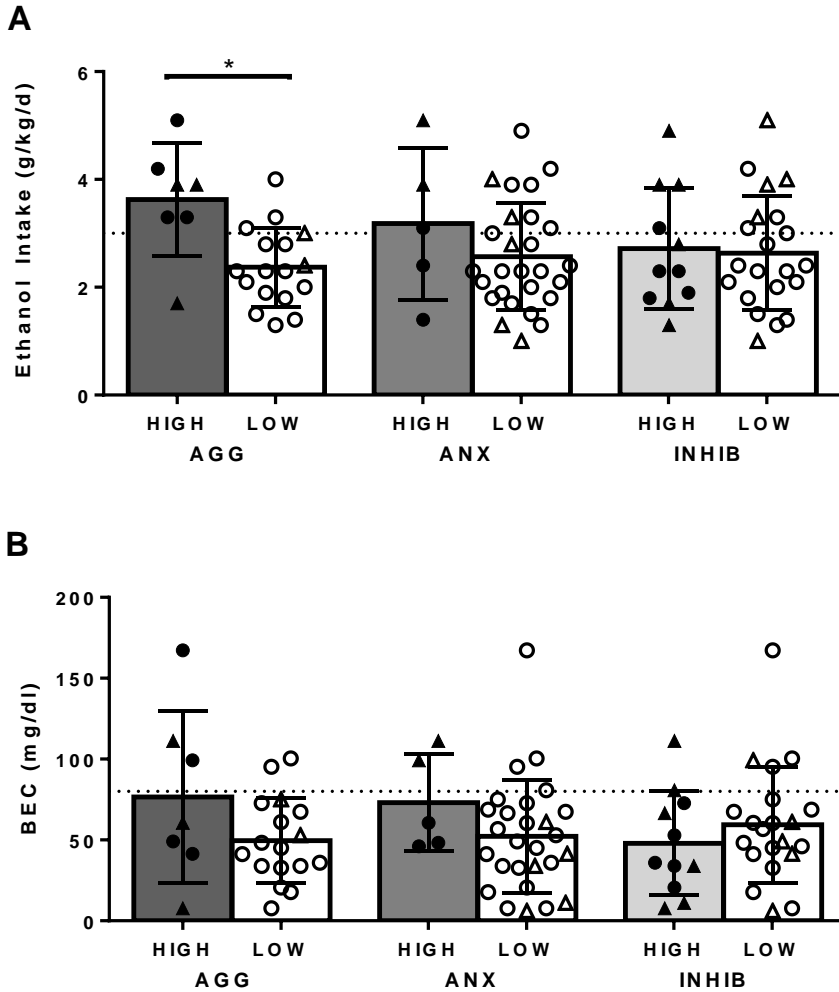 A
*
6
4
2
0
Ethanol Intake (g/kg/d)
HIGH LOW HIGH LOW HIGH LOW
AGG ANX INHIB
B
200
150
100
50
0
BEC (mg/dl)
HIGH LOW HIGH LOW HIGH LOW
AGG ANX INHIB